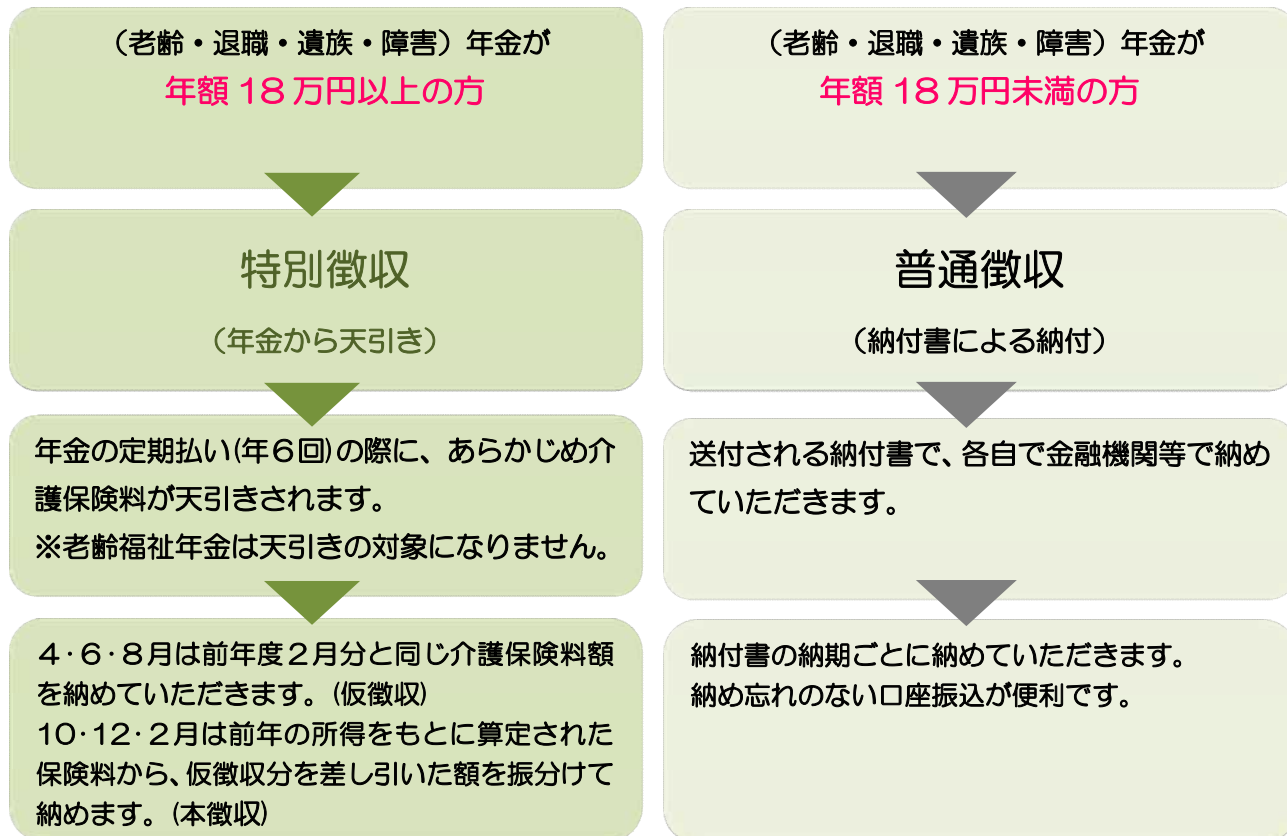 （老齢・退職・遺族・障害）年金が
年額 18 万円以上の方
特別徴収
（年金から天引き）
年金の定期払い(年６回)の際に、あらかじめ介
護保険料が天引きされます。
※老齢福祉年金は天引きの対象になりません。
４･６･８月は前年度２月分と同じ介護保険料額
を納めていただきます。(仮徴収)
10･12･２月は前年の所得をもとに算定された
保険料から、仮徴収分を差し引いた額を振分けて
納めます。(本徴収)
（老齢・退職・遺族・障害）年金が
年額 18 万円未満の方
普通徴収
（納付書による納付）
送付される納付書で、各自で金融機関等で納め
ていただきます。
納付書の納期ごとに納めていただきます。
納め忘れのない口座振込が便利です。